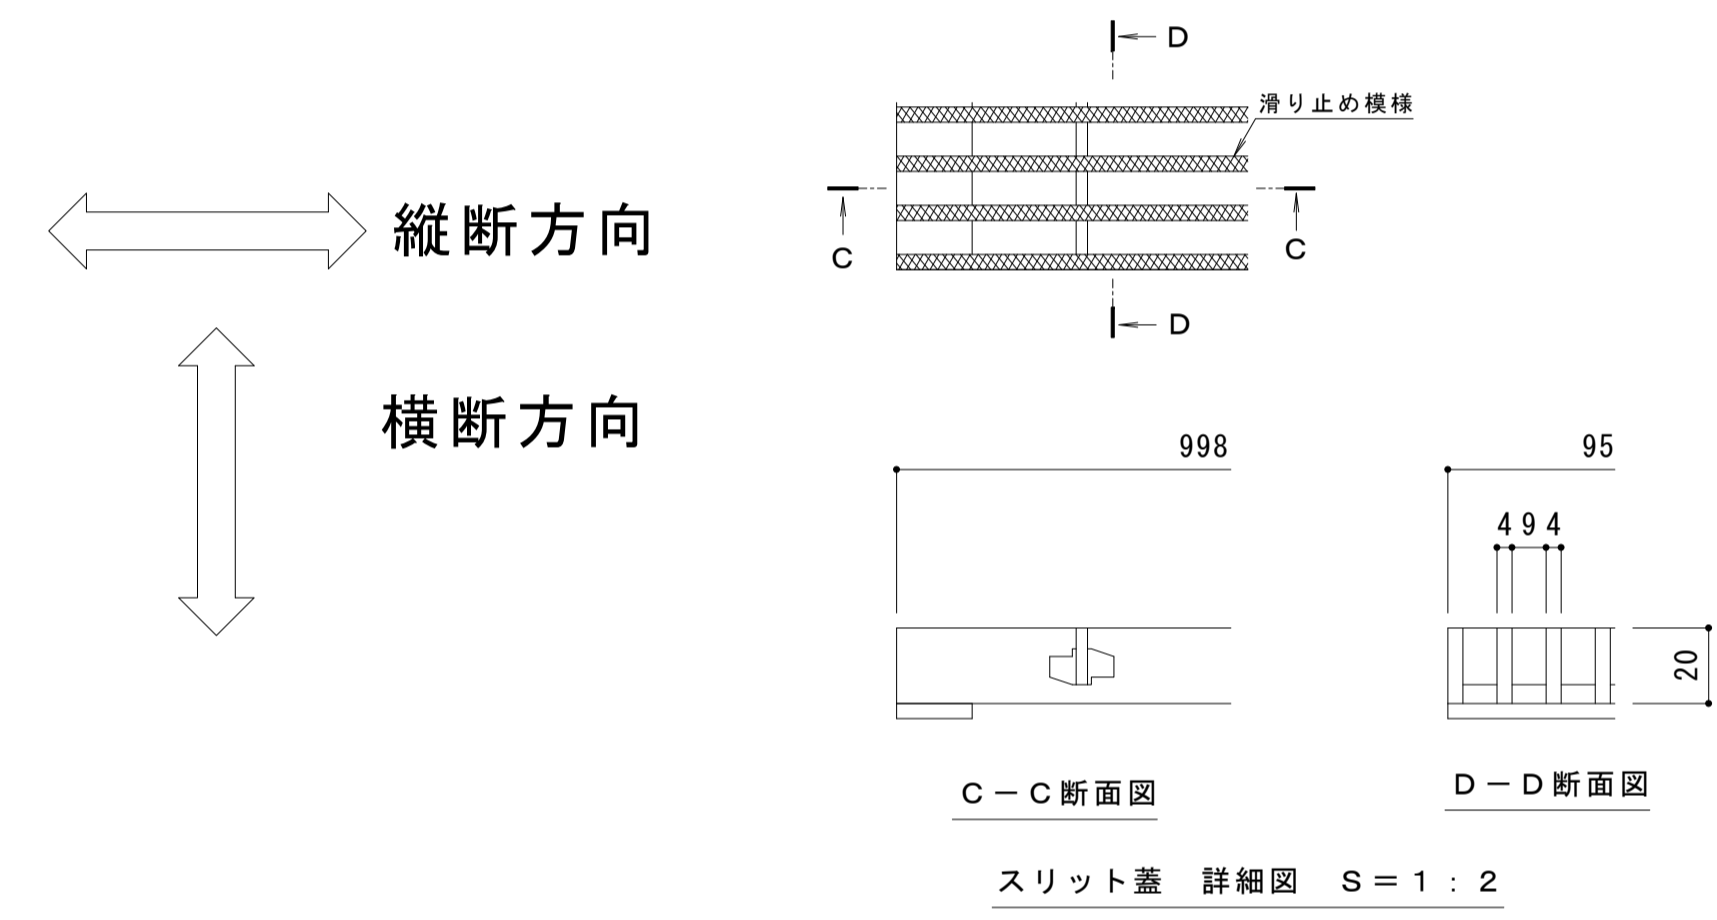 D
滑り止め模様
縦断方向
C
C
D
横断方向
998
95
4 9 4
20
C－C断面図
D－D断面図
スリット蓋　詳細図　S＝1：2